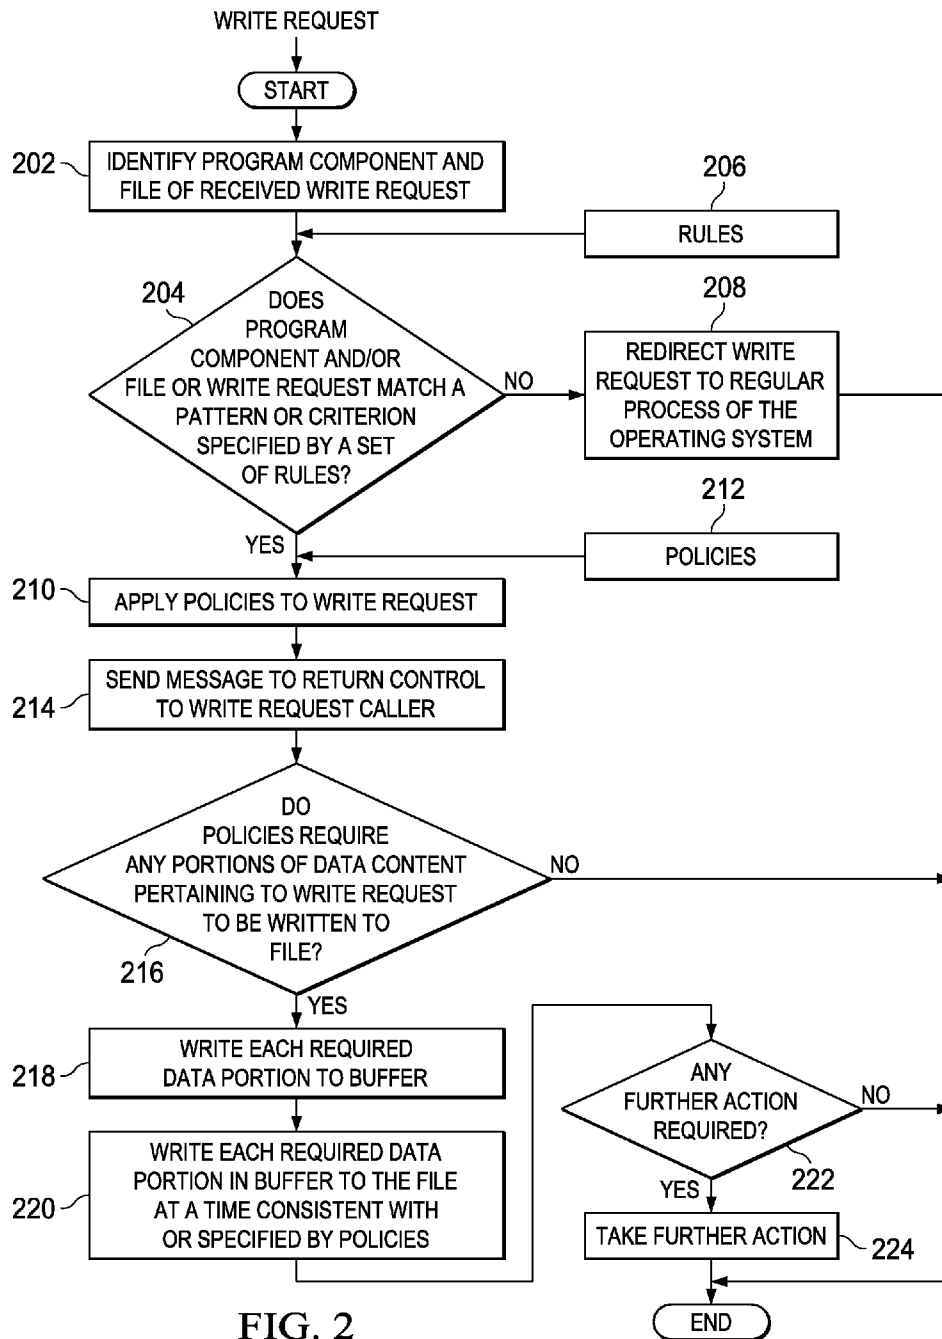 WRITE REQUEST
START
202
IDENTIFY PROGRAM COMPONENT AND
FILE OF RECEIVED WRITE REQUEST
206
RULES
204
DOES
PROGRAM
COMPONENT AND/OR
FILE OR WRITE REQUEST MATCH A
PATTERN OR CRITERION
SPECIFIED BY A SET
OF RULES?
NO
208
REDIRECT WRITE
REQUEST TO REGULAR
PROCESS OF THE
OPERATING SYSTEM
YES
212
POLICIES
210
APPLY POLICIES TO WRITE REQUEST
214
SEND MESSAGE TO RETURN CONTROL
TO WRITE REQUEST CALLER
DO
POLICIES REQUIRE
ANY PORTIONS OF DATA CONTENT
PERTAINING TO WRITE REQUEST
TO BE WRITTEN TO
FILE?
NO
216
YES
218
WRITE EACH REQUIRED
DATA PORTION TO BUFFER
220
WRITE EACH REQUIRED DATA
PORTION IN BUFFER TO THE FILE
AT A TIME CONSISTENT WITH
OR SPECIFIED BY POLICIES
ANY
FURTHER ACTION
REQUIRED?
NO
222
YES
TAKE FURTHER ACTION
224
END
FIG. 2